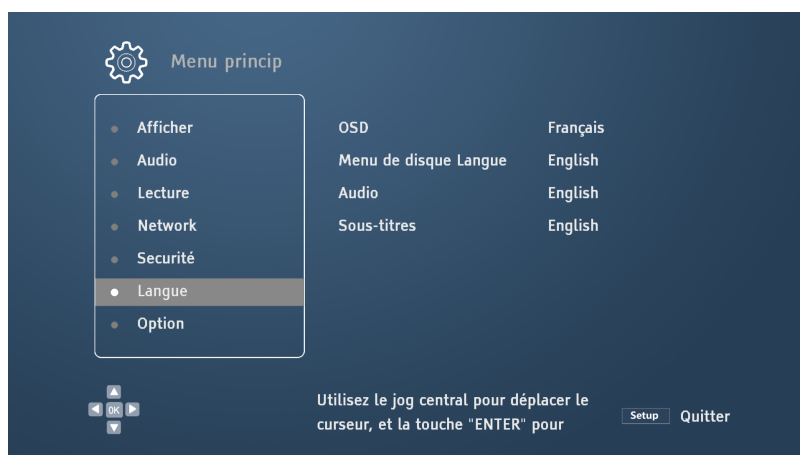 Menu princip
Afficher
Audio
Lecture
Network
Securité
Langue
Option
OSD Français
Menu de disque Langue English
Audio English
Sous-titres English
OK
Utilisez le jog central pour déplacer le
curseur, et la touche "ENTER" pour
Setup Quitter